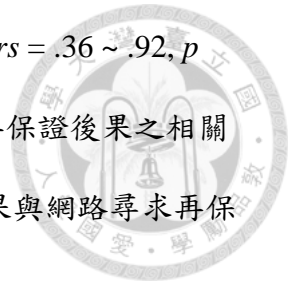 rs = .36 ~ .92, p
保證後果之相關
果與網路尋求再保